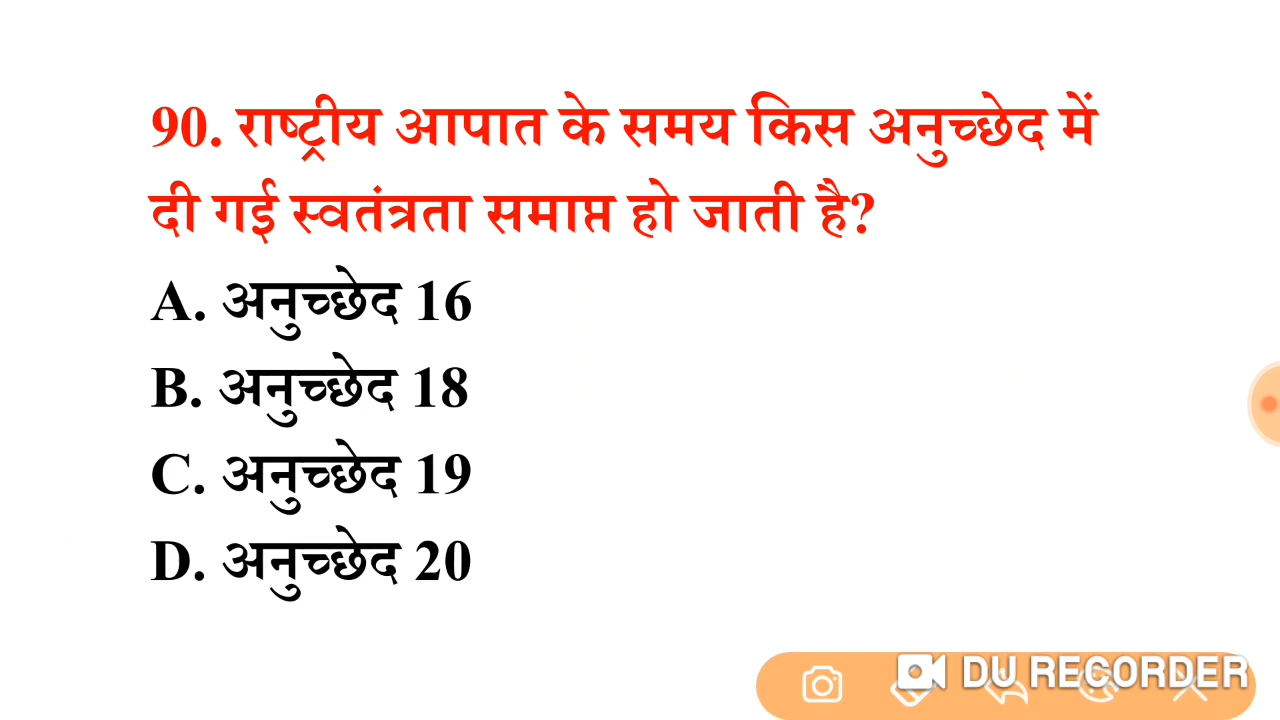 90. राष्ट्रीय आपात के समय किस अनुच्छेद में
दी गई स्वतंत्रता समाप्त हो जाती है?
A. अनुच्छेद 16
B. अनुच्छेद 18
C. अनुच्छेद 19
D. अनुच्छेद 20
DU RECORDER